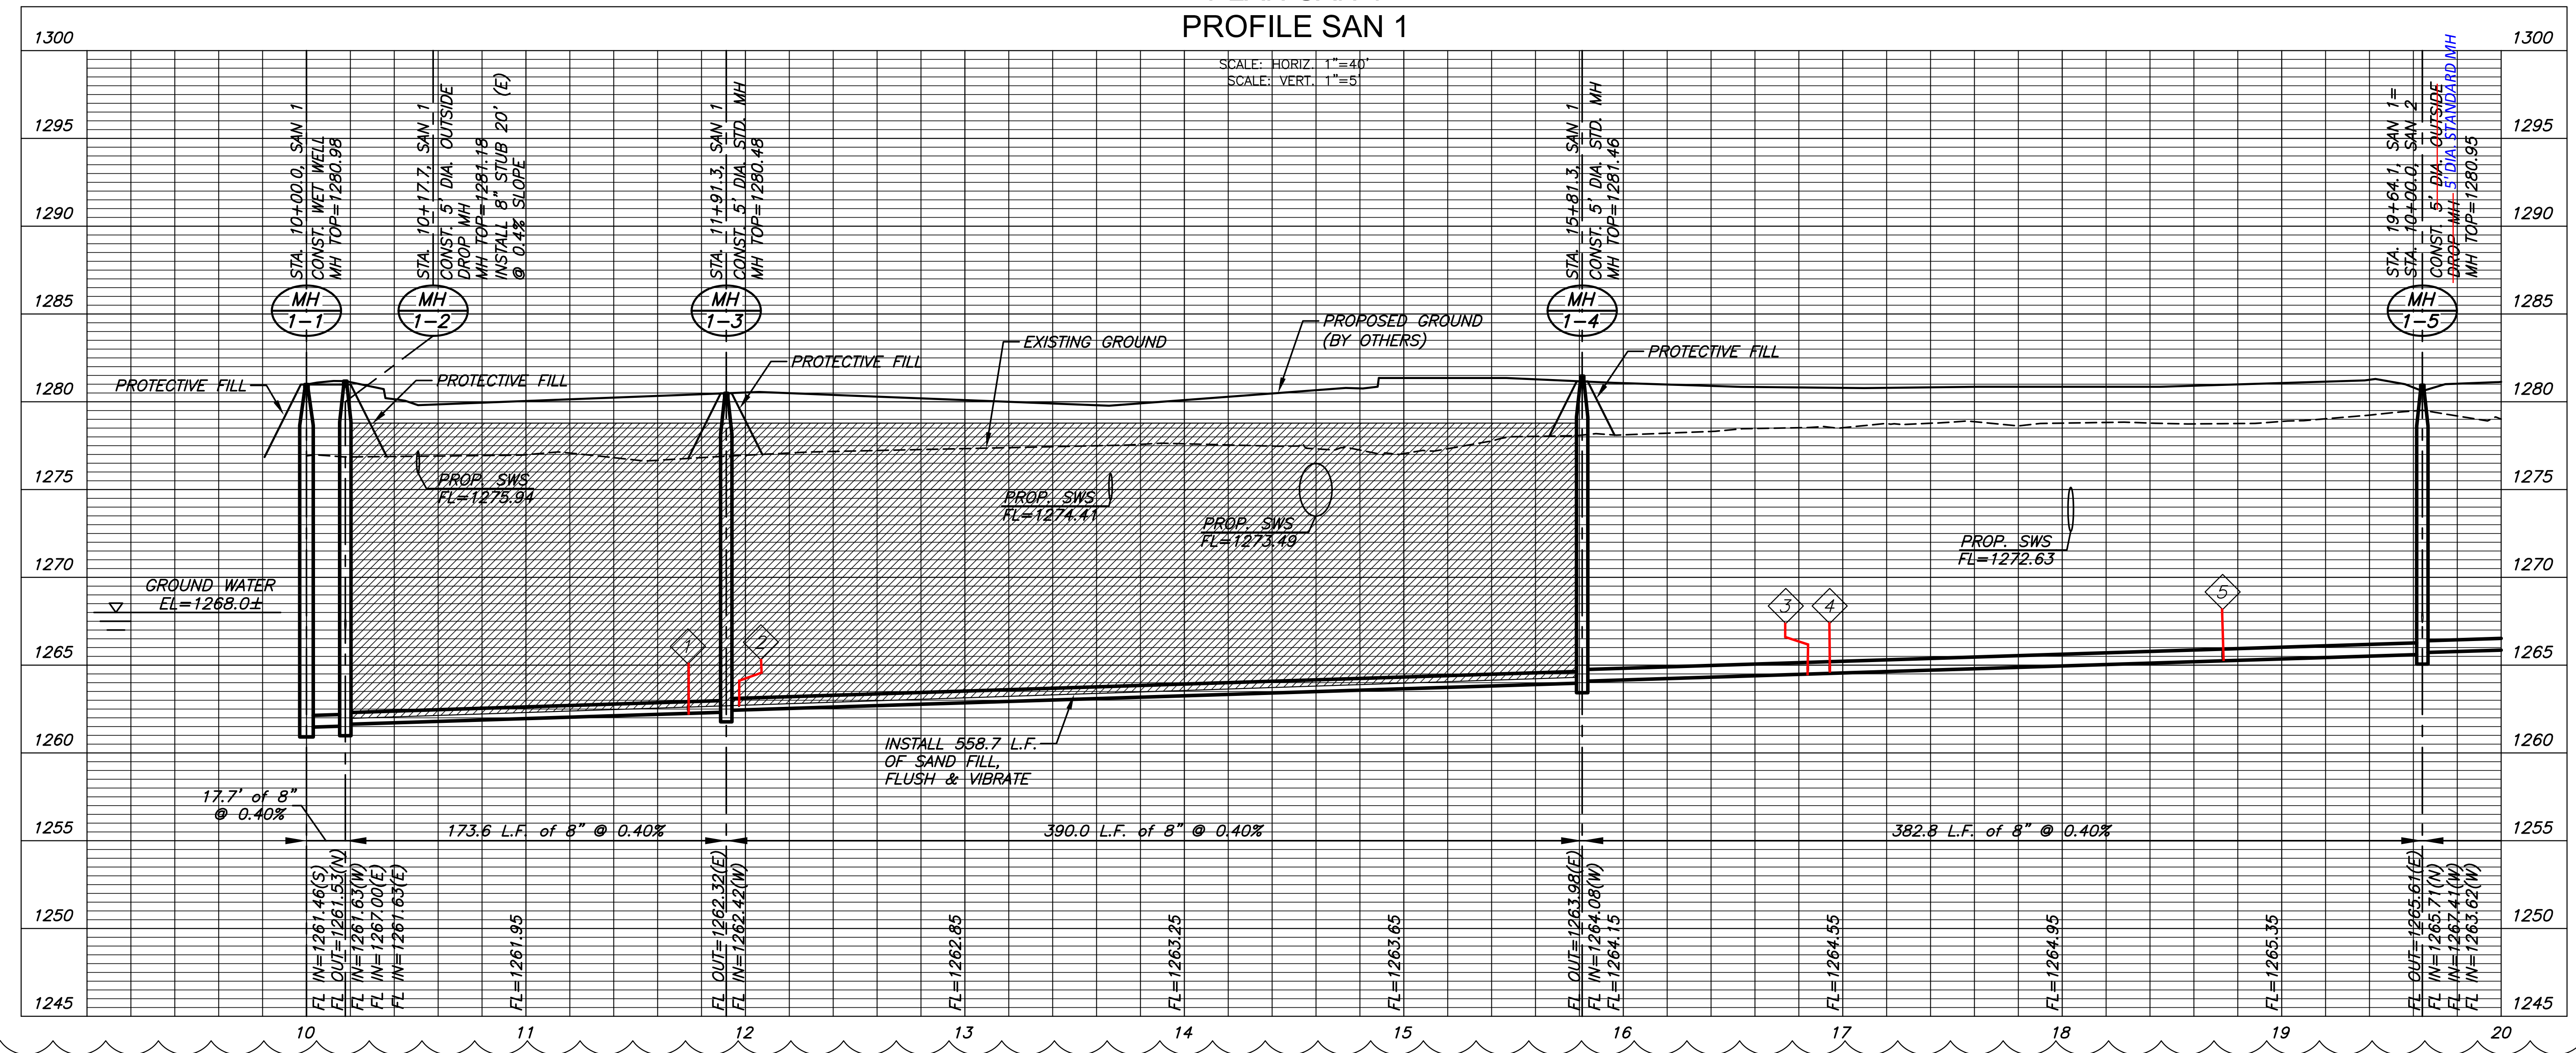 PROFILE SAN 1
SCALE: HORIZ. 1"=40'
SCALE: VERT. 1"=5'
1300
1295
1290
1285
1280
1275
1270
1265
1260
1255
1250
1245
1300
1295
1290
1285
1280
1275
1270
1265
1260
1255
1250
1245
STA. 10+00.0, SAN 1
CONST. WET WELL
MH TOP=1280.98
STA. 10+17.7, SAN 1
CONST. 5' DIA. OUTSIDE
DROP MH
MH TOP=1281.18
INSTALL 8" STUB 20' (E)
@ 0.4% SLOPE
STA. 11+91.3, SAN 1
CONST. 5' DIA. STD. MH
MH TOP=1280.48
STA. 15+81.3, SAN 1
CONST. 5' DIA. STD. MH
MH TOP=1281.46
STA. 19+64.1, SAN 1=
STA. 10+00.0, SAN 2
CONST. 5' DIA. OUTSIDE
DROP MH 5' DIA. STANDARD MH
MH TOP=1280.95
MH
1-1
MH
1-2
MH
1-3
MH
1-4
MH
1-5
PROTECTIVE FILL
PROTECTIVE FILL
PROTECTIVE FILL
EXISTING GROUND
PROPOSED GROUND
(BY OTHERS)
PROTECTIVE FILL
PROP. SWS
FL=1275.94
PROP. SWS
FL=1274.41
PROP. SWS
FL=1273.49
PROP. SWS
FL=1272.63
GROUND WATER
EL=1268.0±
1
2
3
4
5
INSTALL 558.7 L.F.
OF SAND FILL,
FLUSH & VIBRATE
17.7' of 8"
@ 0.40%
173.6 L.F. of 8" @ 0.40%
390.0 L.F. of 8" @ 0.40%
382.8 L.F. of 8" @ 0.40%
FL IN=1261.46(S)
FL OUT=1261.53(N)
FL IN=1261.63(W)
FL IN=1267.00(E)
FL IN=1261.63(E)
FL=1261.95
FL OUT=1262.32(E)
FL IN=1262.42(W)
FL=1262.85
FL=1263.25
FL=1263.65
FL OUT=1263.98(E)
FL IN=1264.08(W)
FL=1264.15
FL=1264.55
FL=1264.95
FL=1265.35
FL OUT=1265.61(E)
FL IN=1265.71(N)
FL IN=1267.41(W)
FL IN=1263.62(W)
10
11
12
13
14
15
16
17
18
19
20